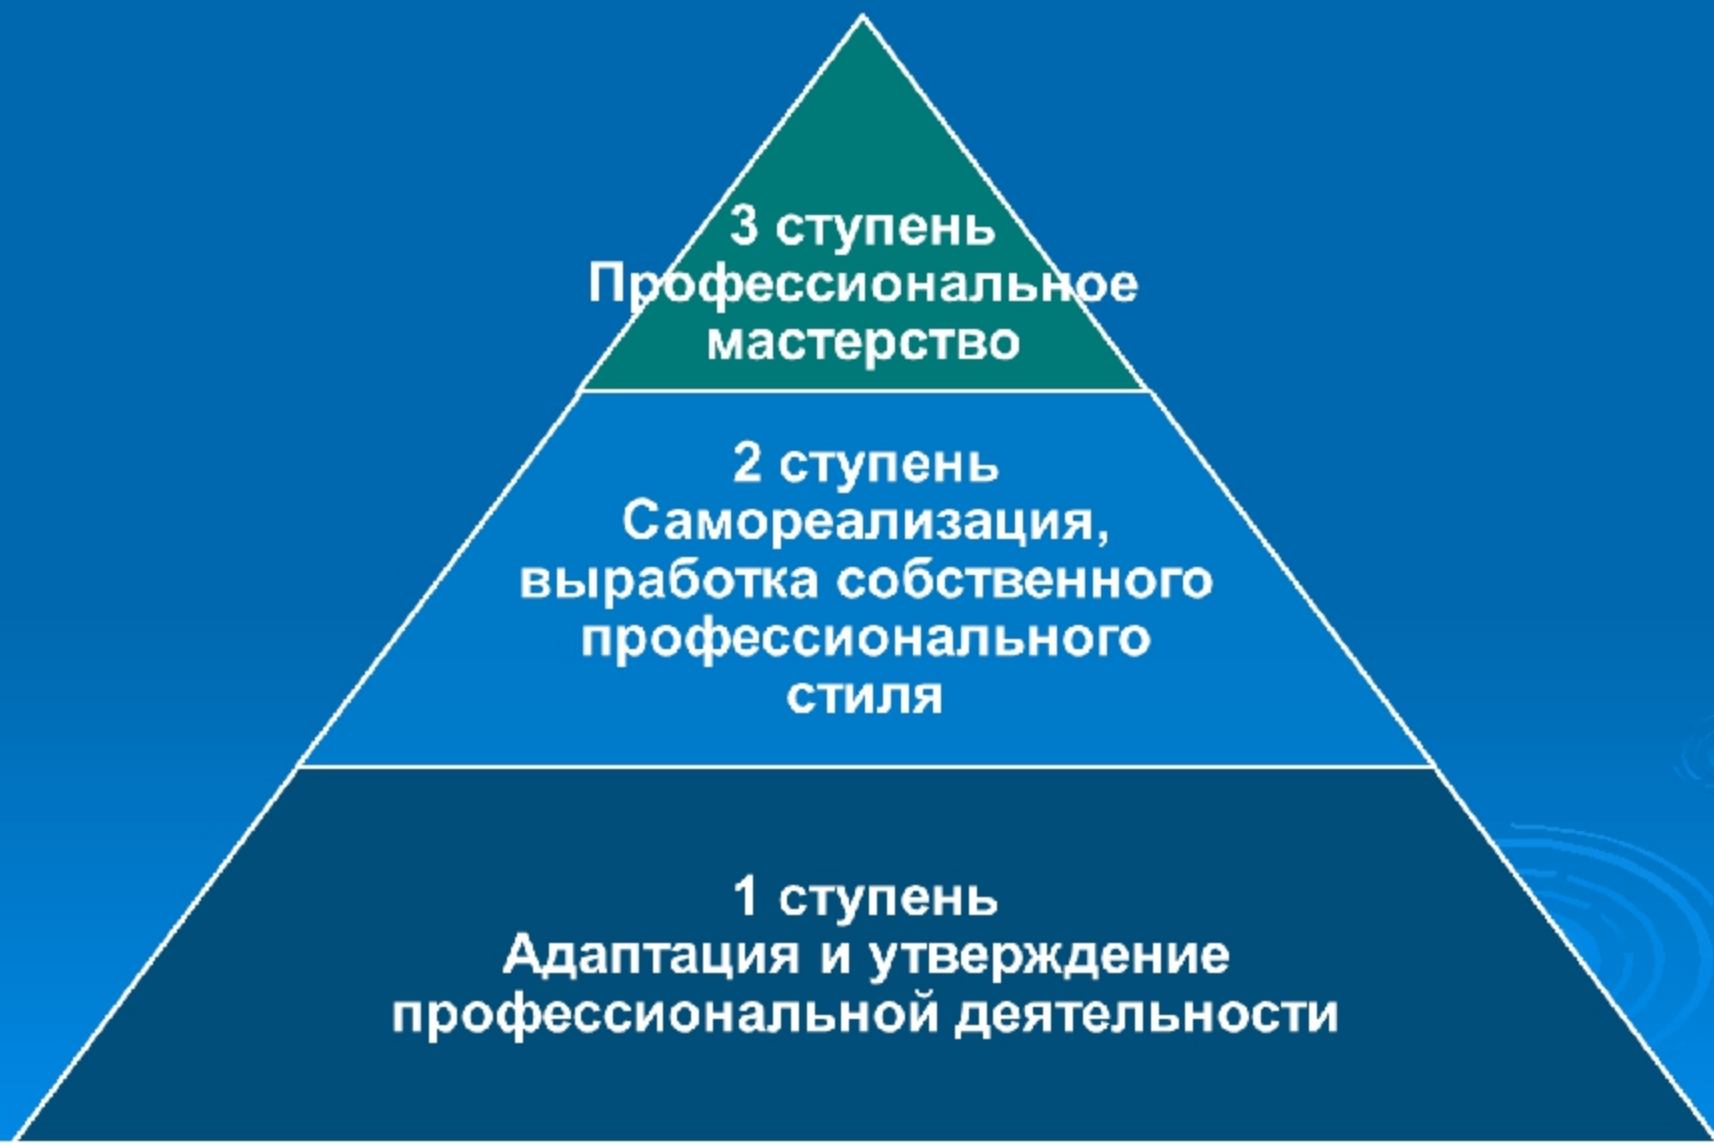 3 ступень
Профессиональное
мастерство
2 ступень
Самореализация,
выработка собственного
профессионального
стиля
1 ступень
Адаптация и утверждение
профессиональной деятельности